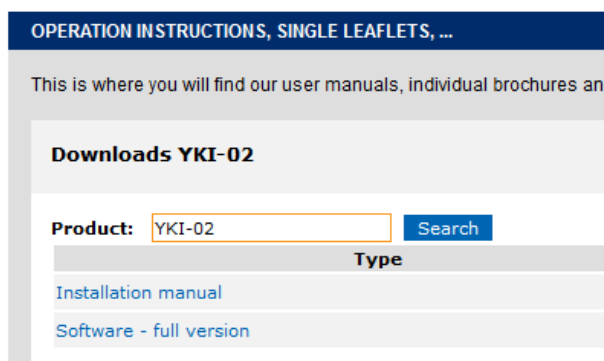 OPERATION INSTRUCTIONS, SINGLE LEAFLETS, ...
This is where you will find our user manuals, individual brochures an
Downloads YKI-02
Product: YKI-02 Search
Type
Installation manual
Software - full version